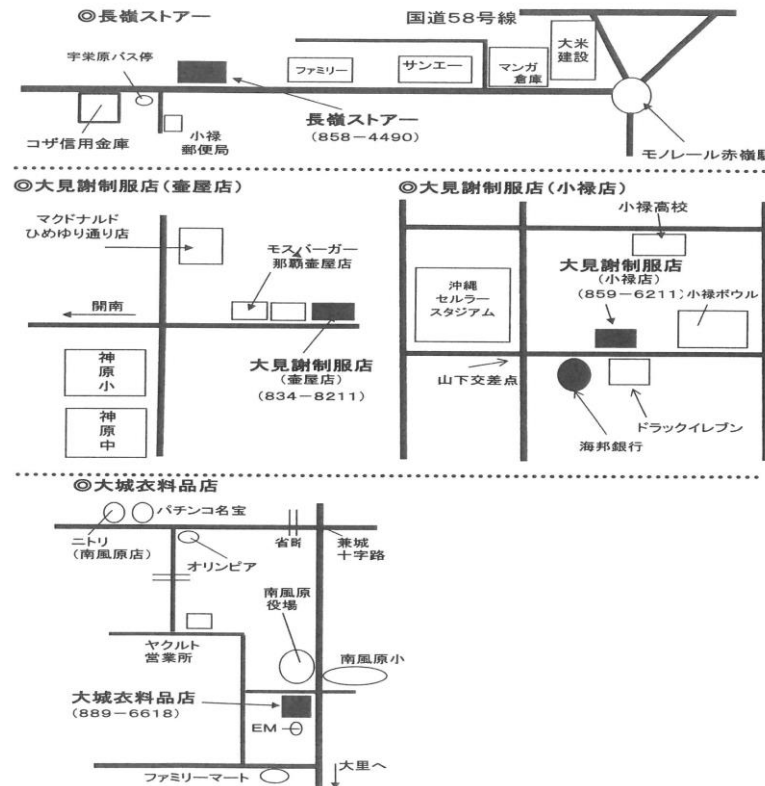 ◎長嶺ストアー
国道58号線
宇栄原バス停
ファミリー
サンエー
マンガ
倉庫
大米
建設
コザ信用金庫
小禄
郵便局
長嶺ストアー
(858-4490)
モノレール赤嶺駅
◎大見謝制服店(壷屋店)
マクドナルド
ひめゆり通り店
モスバーガー
那覇壷屋店
開南
神原小
神原中
大見謝制服店
(壷屋店)
(834-8211)
◎大見謝制服店(小禄店)
小禄高校
沖縄
セルラー
スタジアム
大見謝制服店
(小禄店)
(859-6211)
小禄ボウル
山下交差点
海邦銀行
ドラックイレブン
◎大城衣料品店
パチンコ名宝
ニトリ
(南風原店)
オリンピア
省略
兼城
十字路
南風原
役場
ヤクルト
営業所
南風原小
大城衣料品店
(889-6618)
EM
ファミリーマート
大里へ